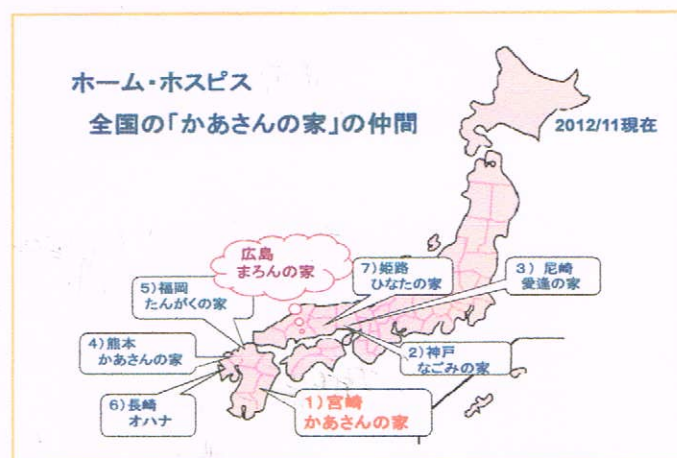 ホーム・ホスピス
全国の「かあさんの家」の仲間
2012/11現在
広島
まろんの家
7)姫路
ひなたの家
3) 尼崎
愛逢の家
5)福岡
たんがくの家
4)熊本
かあさんの家
2)神戸
なごみの家
6)長崎
オハナ
1)宮崎
かあさんの家